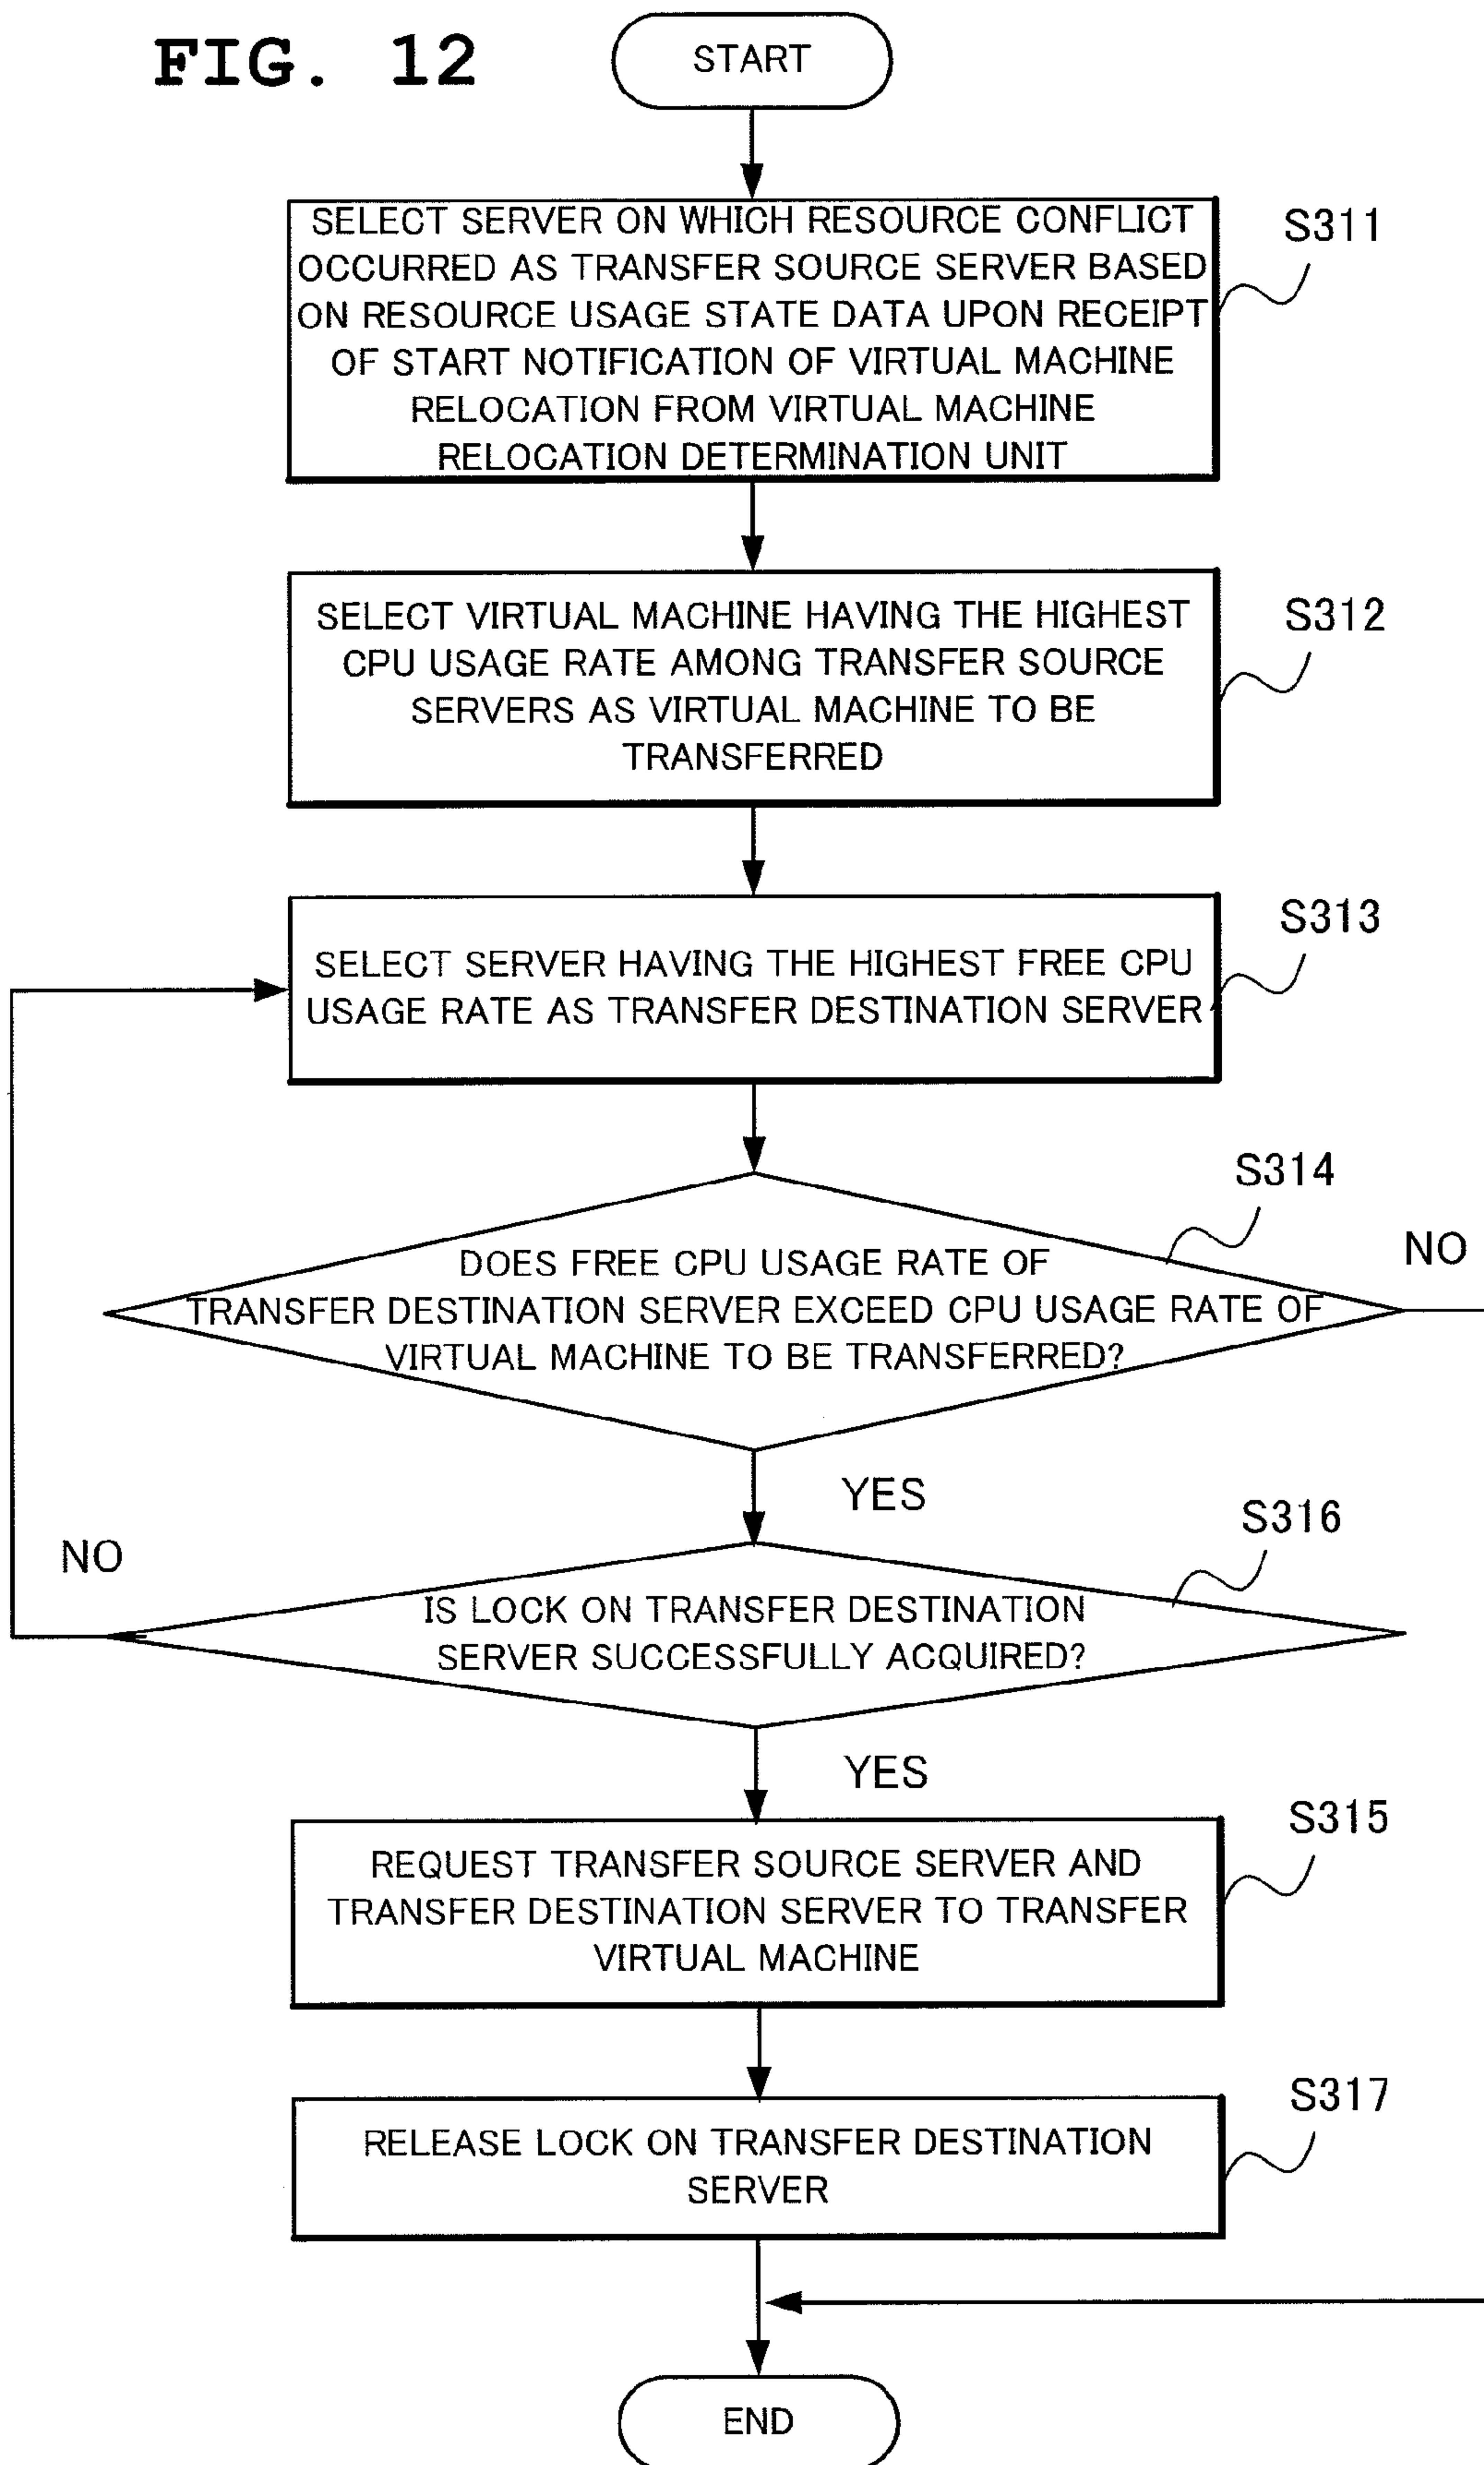 FIG. 12
START
SELECT SERVER ON WHICH RESOURCE CONFLICT
OCCURRED AS TRANSFER SOURCE SERVER BASED
ON RESOURCE USAGE STATE DATA UPON RECEIPT
OF START NOTIFICATION OF VIRTUAL MACHINE
RELOCATION FROM VIRTUAL MACHINE
RELOCATION DETERMINATION UNIT
S311
SELECT VIRTUAL MACHINE HAVING THE HIGHEST
CPU USAGE RATE AMONG TRANSFER SOURCE
SERVERS AS VIRTUAL MACHINE TO BE
TRANSFERRED
S312
SELECT SERVER HAVING THE HIGHEST FREE CPU
USAGE RATE AS TRANSFER DESTINATION SERVER
S313
DOES FREE CPU USAGE RATE OF
TRANSFER DESTINATION SERVER EXCEED CPU USAGE RATE OF
VIRTUAL MACHINE TO BE TRANSFERRED?
S314
NO
YES
IS LOCK ON TRANSFER DESTINATION
SERVER SUCCESSFULLY ACQUIRED?
S316
NO
YES
REQUEST TRANSFER SOURCE SERVER AND
TRANSFER DESTINATION SERVER TO TRANSFER
VIRTUAL MACHINE
S315
RELEASE LOCK ON TRANSFER DESTINATION
SERVER
S317
END